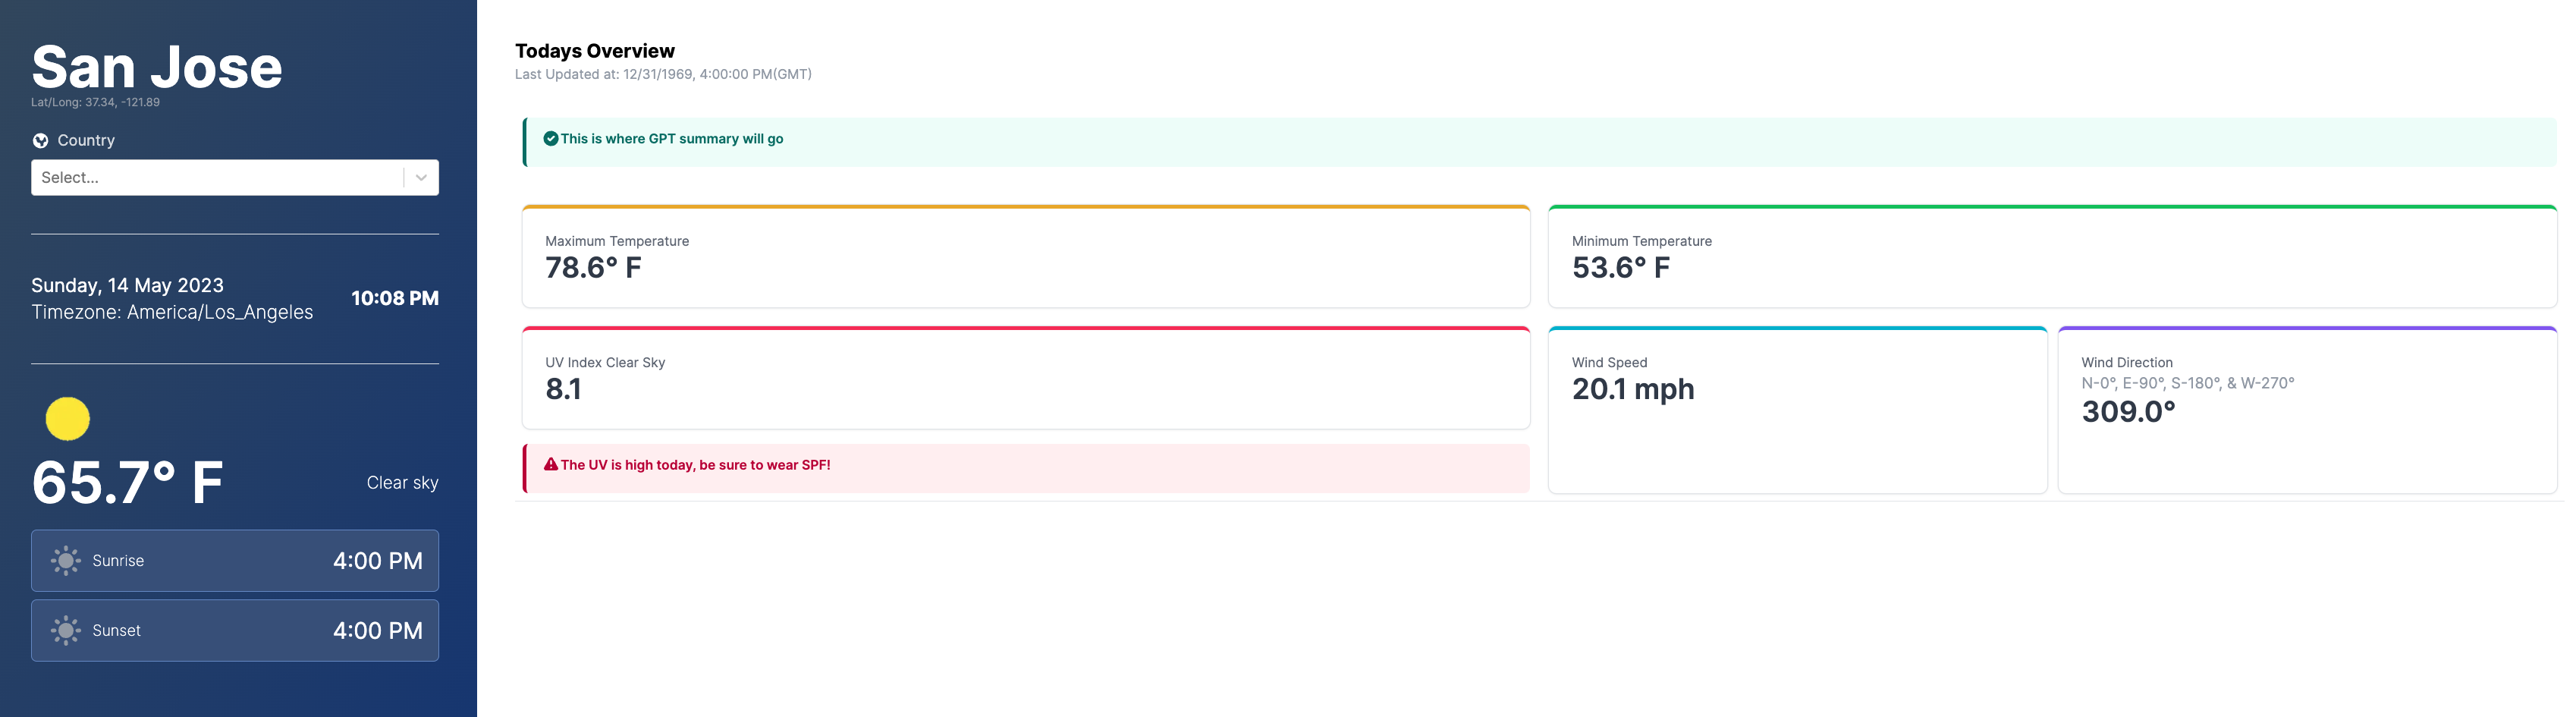 San Jose
Lat/Long: 37.34, -121.89
Country
Select...
Sunday, 14 May 2023
Timezone: America/Los_Angeles
10:08 PM
65.7° F
Clear sky
Sunrise
4:00 PM
Sunset
4:00 PM
Todays Overview
Last Updated at: 12/31/1969, 4:00:00 PM(GMT)
This is where GPT summary will go
Maximum Temperature
78.6° F
Minimum Temperature
53.6° F
UV Index Clear Sky
8.1
The UV is high today, be sure to wear SPF!
Wind Speed
20.1 mph
Wind Direction
N-0°, E-90°, S-180°, & W-270°
309.0°